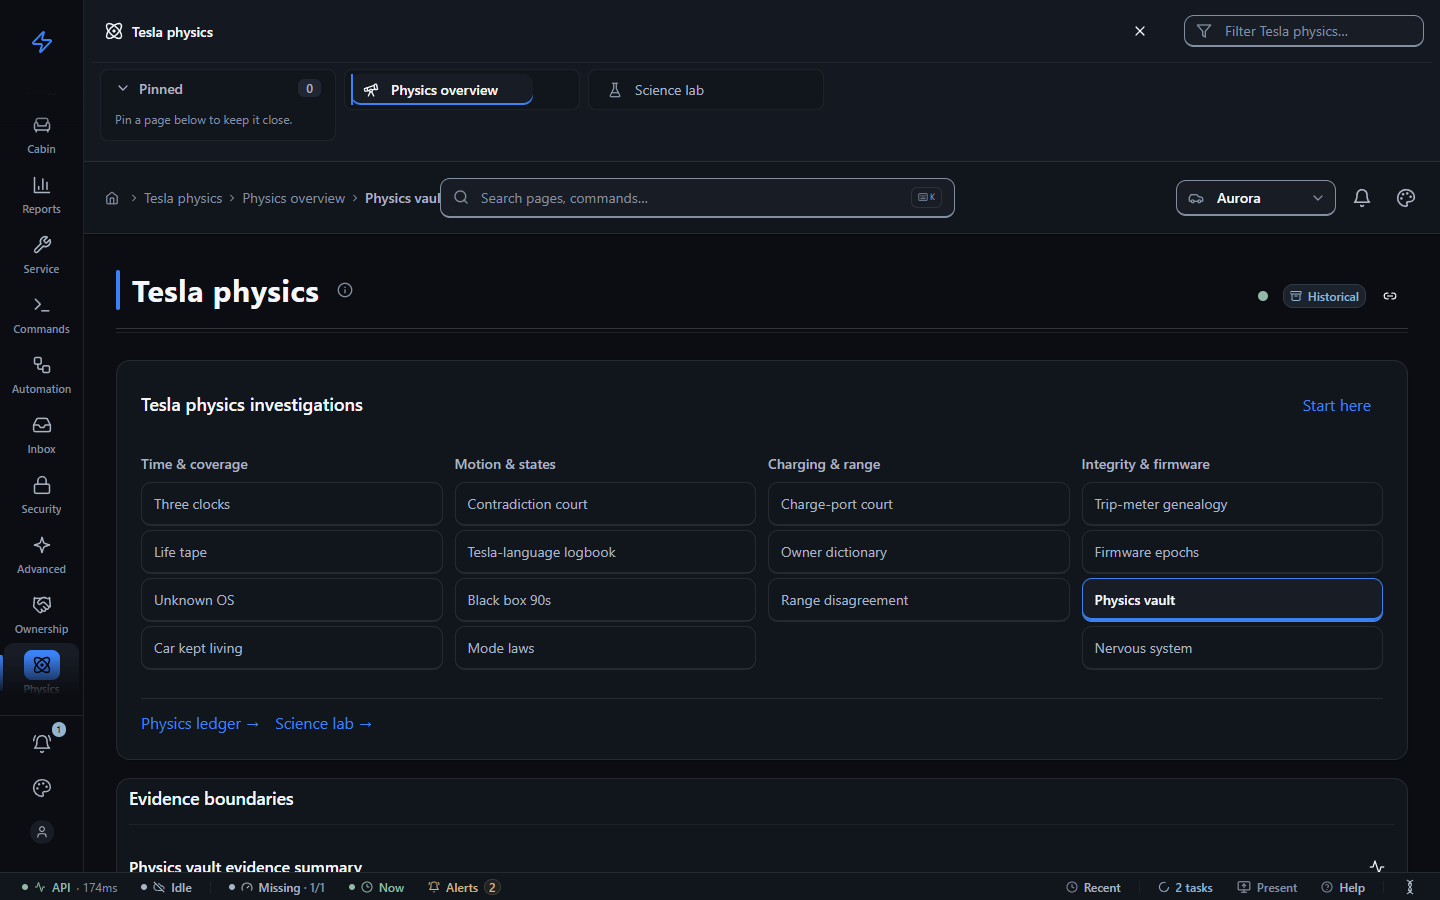 Tesla physics
Filter Tesla physics...
Pinned
0
Pin a page below to keep it close.
Physics overview
Science lab
Cabin
Reports
Service
Commands
Automation
Inbox
Security
Advanced
Ownership
Physics
1
Tesla physics > Physics overview > Physics vaul
Search pages, commands...
K
Aurora
Tesla physics
Historical
Tesla physics investigations
Start here
Time & coverage
Three clocks
Life tape
Unknown OS
Car kept living
Motion & states
Contradiction court
Tesla-language logbook
Black box 90s
Mode laws
Charging & range
Charge-port court
Owner dictionary
Range disagreement
Integrity & firmware
Trip-meter genealogy
Firmware epochs
Physics vault
Nervous system
Physics ledger →
Science lab →
Evidence boundaries
Physics vault evidence summary
API · 174ms
Idle
Missing · 1/1
Now
Alerts 2
Recent
2 tasks
Present
Help